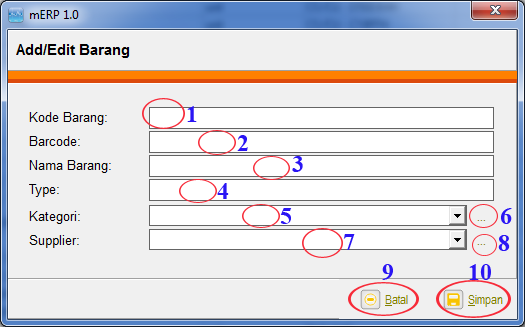 mERP 1.0
Add/Edit Barang
Kode Barang: 1
Barcode: 2
Nama Barang: 3
Type: 4
Kategori: 5 ... 6
Supplier: 7 ... 8
9 10
Batal Simpan